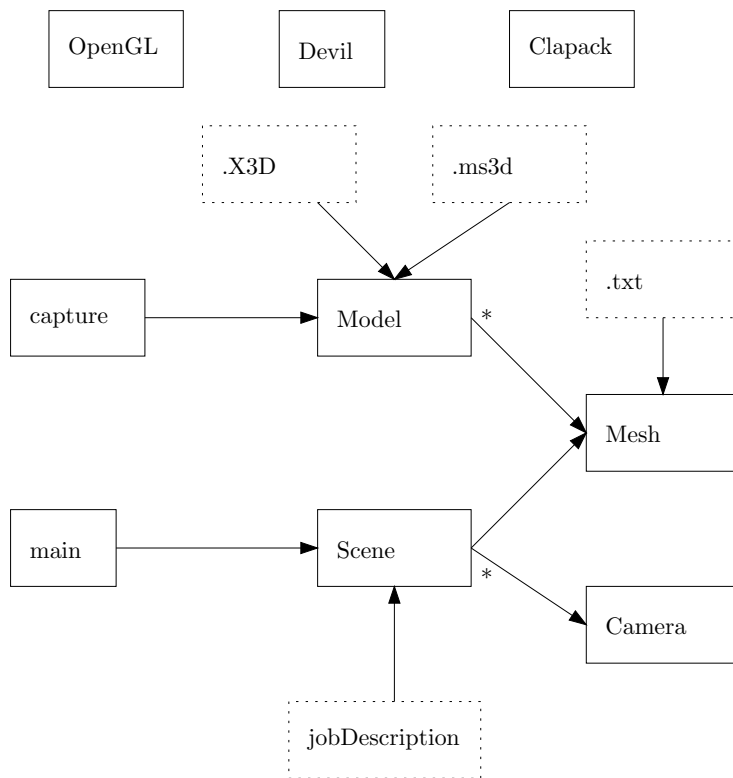 OpenGL
Devil
Clapack
.X3D
.ms3d
.txt
capture
Model
*
Mesh
main
Scene
*
Camera
jobDescription